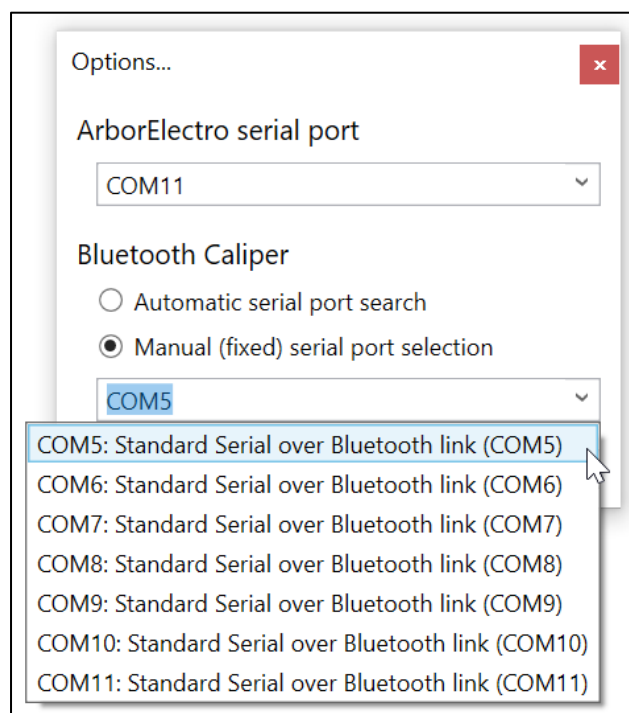 Options...
ArborElectro serial port
COM11
Bluetooth Caliper
Automatic serial port search
Manual (fixed) serial port selection
COM5
COM5: Standard Serial over Bluetooth link (COM5)
COM6: Standard Serial over Bluetooth link (COM6)
COM7: Standard Serial over Bluetooth link (COM7)
COM8: Standard Serial over Bluetooth link (COM8)
COM9: Standard Serial over Bluetooth link (COM9)
COM10: Standard Serial over Bluetooth link (COM10)
COM11: Standard Serial over Bluetooth link (COM11)